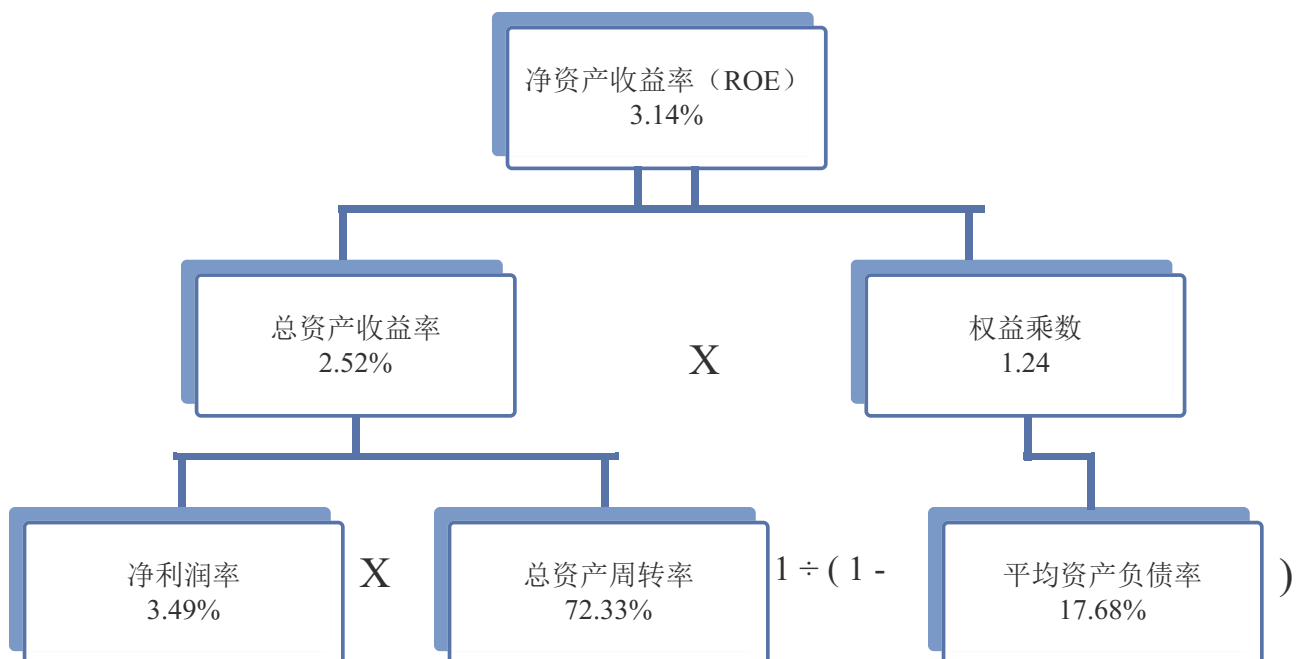 净资产收益率（ROE）
3.14%
总资产收益率
2.52%
X
权益乘数
1.24
净利润率
3.49%
X
总资产周转率
72.33%
1 ÷ ( 1 -
平均资产负债率
17.68%
)